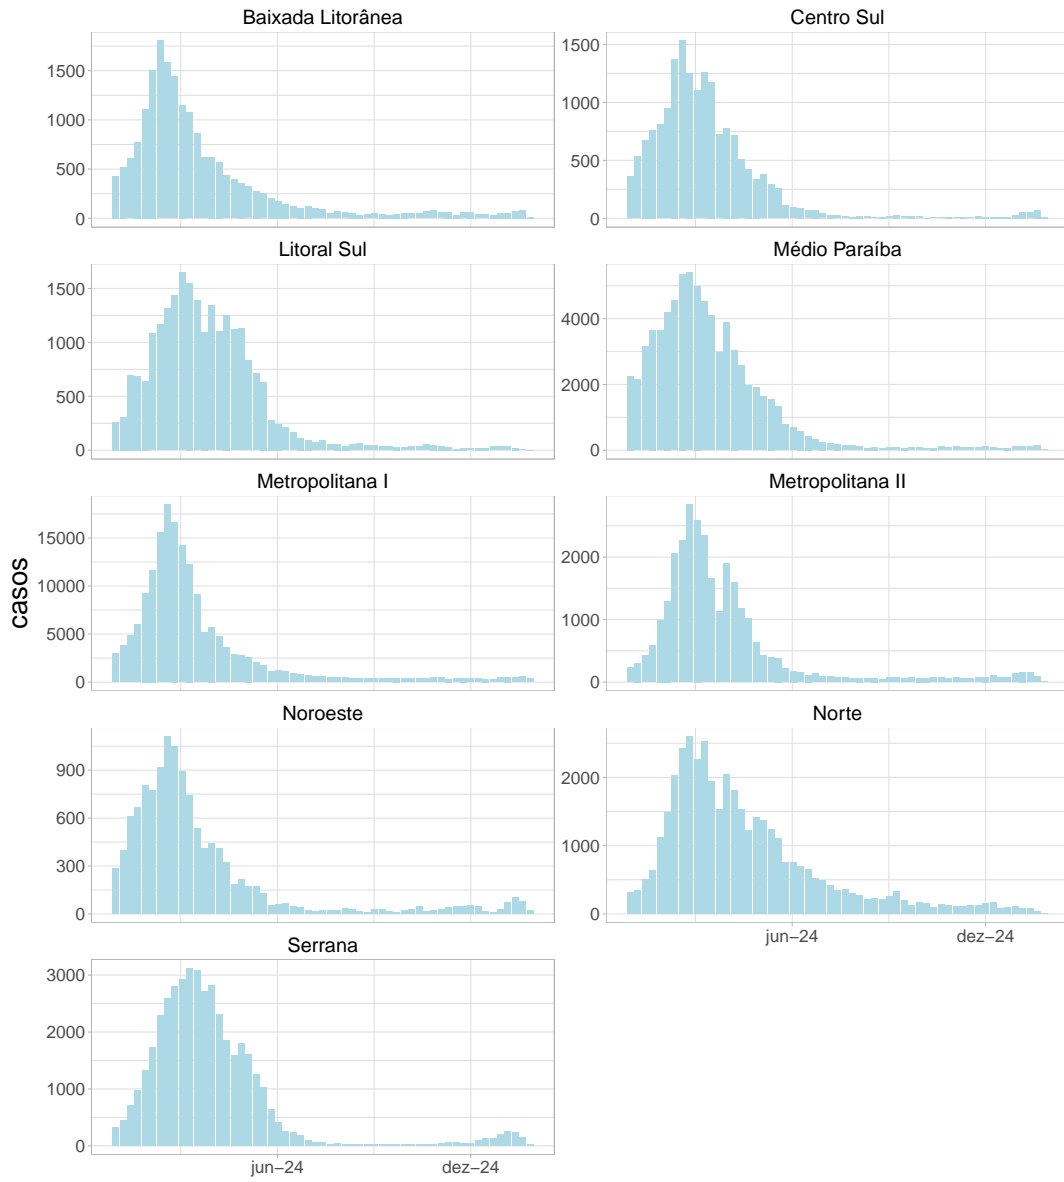 Baixada Litorânea
Centro Sul
1500
1000
500
0
1500
1000
500
0
Litoral Sul
Médio Paraíba
1500
1000
500
0
4000
2000
0
Metropolitana I
Metropolitana II
casos
15000
10000
5000
0
2000
1000
0
Noroeste
Norte
900
600
300
0
2000
1000
0
jun−24
dez−24
Serrana
3000
2000
1000
0
jun−24
dez−24